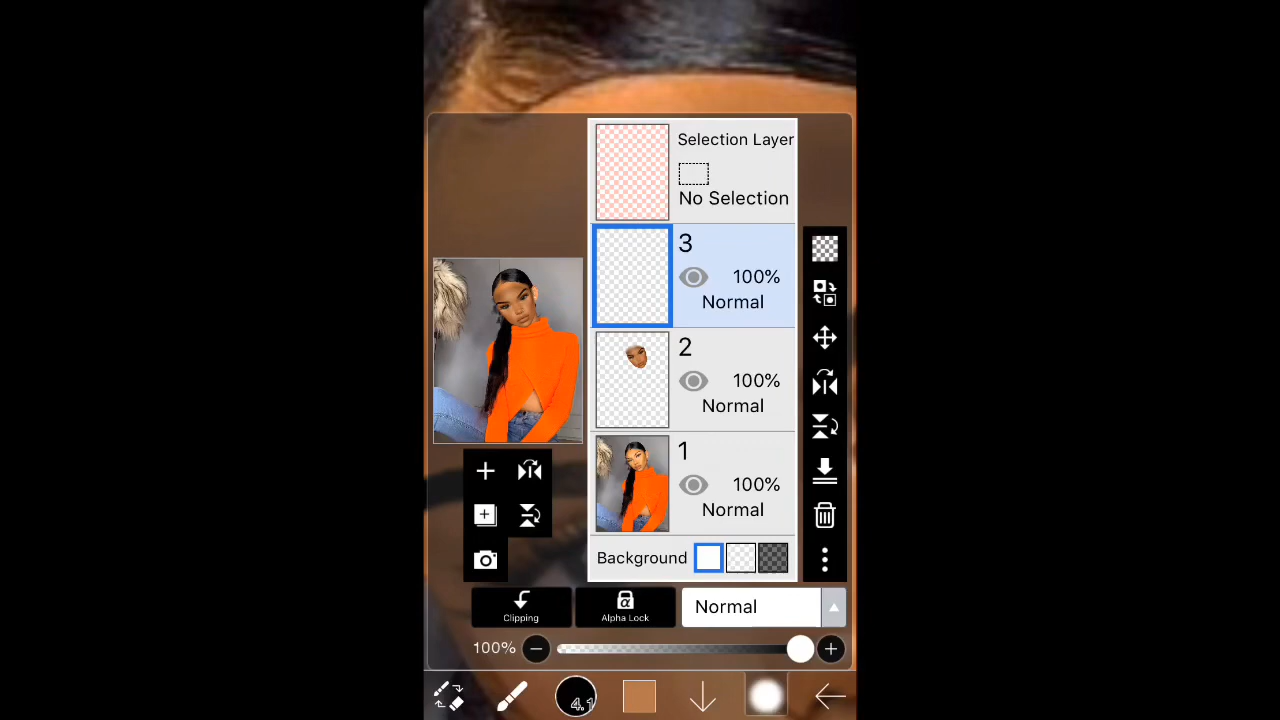 Selection Layer
No Selection
3
100%
Normal
2
100%
Normal
1
100%
Normal
Background
Clipping
α
Alpha Lock
Normal
100%
4.1